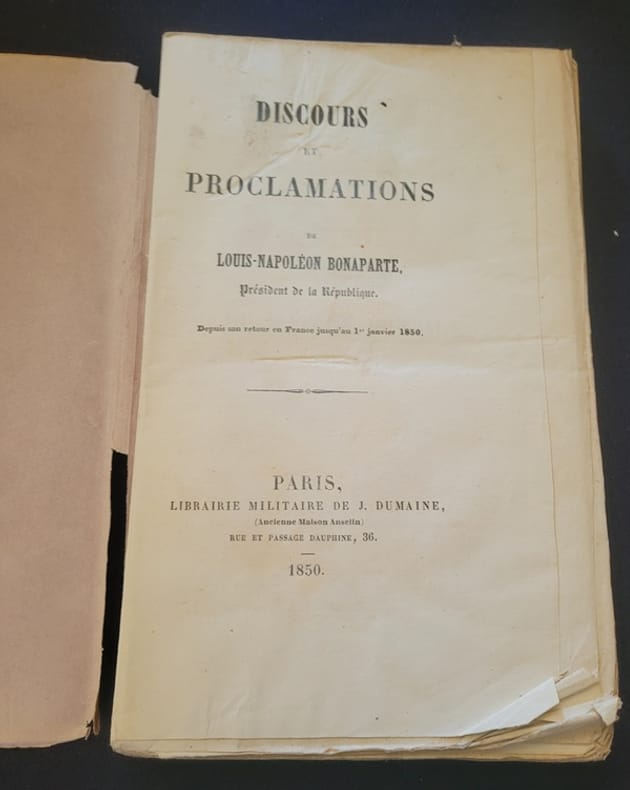 DISCOURS
ET
PROCLAMATIONS
DE
LOUIS-NAPOLÉON BONAPARTE,
Président de la République.
Depuis son retour en France jusqu'au 1er janvier 1850.
PARIS,
LIBRAIRIE MILITAIRE DE J. DUMAINE,
(Ancienne Maison Anselin)
RUE ET PASSAGE DAUPHINE, 36.
1850.